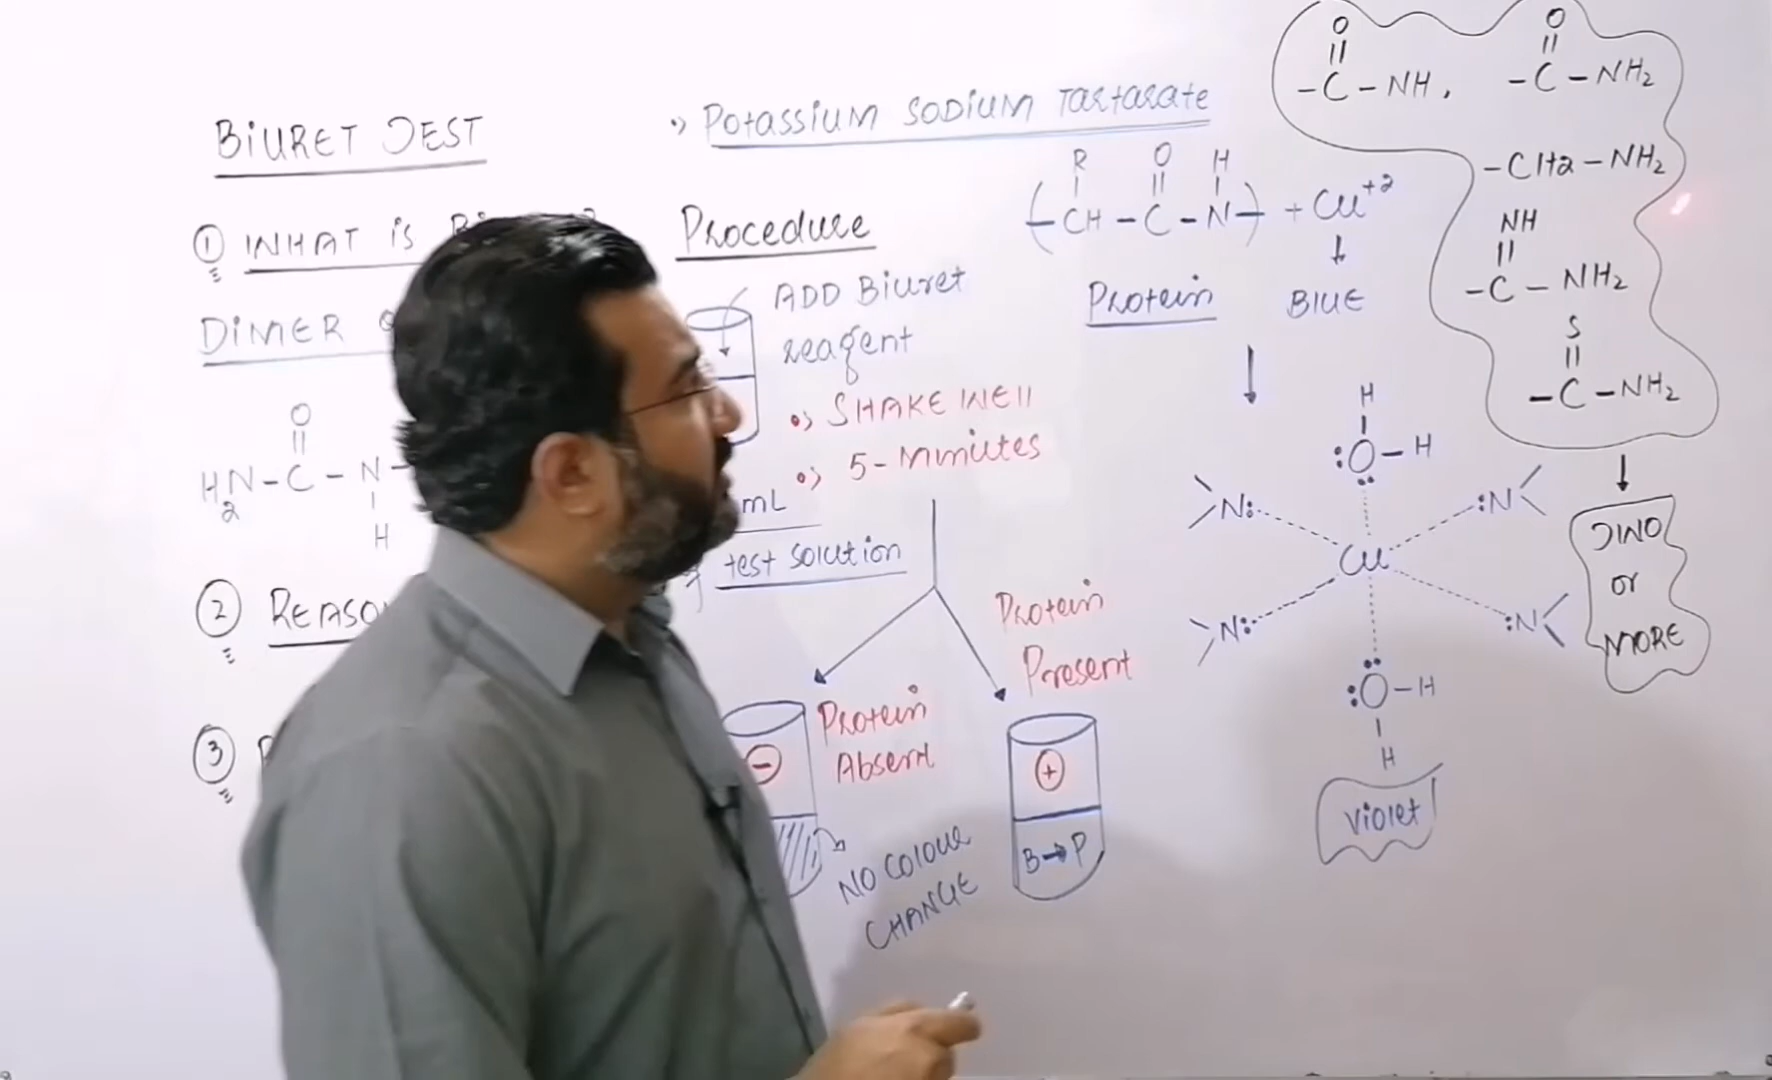 BIURET TEST
① WHAT is
DIMER
O
||
H2N-C-N-
H
② REASO
③
•) Potassium SODIUM Tartarate
Procedure
ADD Biuret
reagent
•) SHAKE WEll
•) 5-Minutes
mL
test solution
Protein
Absent
-
NO COLOUR
CHANGE
Protein
Present
+
B→P
R O H
| || |
(-CH-C-N-) + Cu+2
↓
Protein
BlUE
↓
H
|
:O-H
N: :N
Cu
N: :N
:O-H
|
H
Violet
O
||
-C-NH,
O
||
-C-NH2
-CH2-NH2
NH
||
-C-NH2
S
||
-C-NH2
↓
TWO
or
MORE